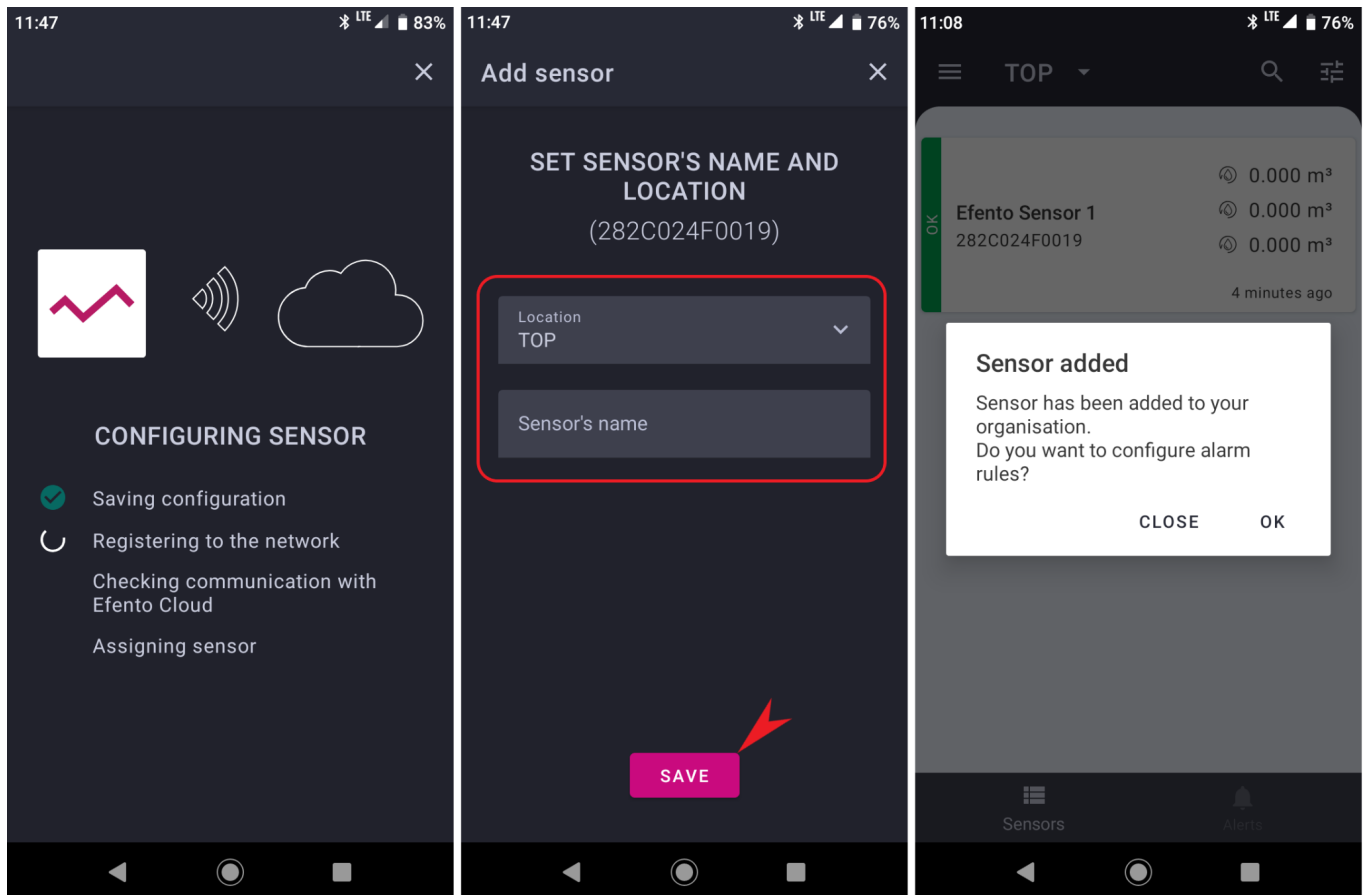 11:47
LTE 83%
CONFIGURING SENSOR
Saving configuration
Registering to the network
Checking communication with
Efento Cloud
Assigning sensor
11:47
LTE 76%
Add sensor
SET SENSOR'S NAME AND
LOCATION
(282C024F0019)
Location
TOP
Sensor's name
SAVE
11:08
LTE 76%
TOP
OK
Efento Sensor 1
282C024F0019
0.000 m³
0.000 m³
0.000 m³
4 minutes ago
Sensor added
Sensor has been added to your
organisation.
Do you want to configure alarm
rules?
CLOSE OK
Sensors
Alerts